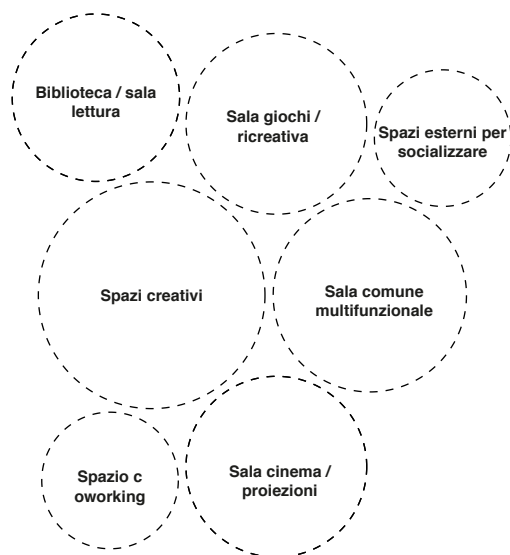 Biblioteca / sala
lettura
Sala giochi /
ricreativa
Spazi esterni per
socializzare
Spazi creativi
Sala comune
multifunzionale
Spazio c
oworking
Sala cinema /
proiezioni